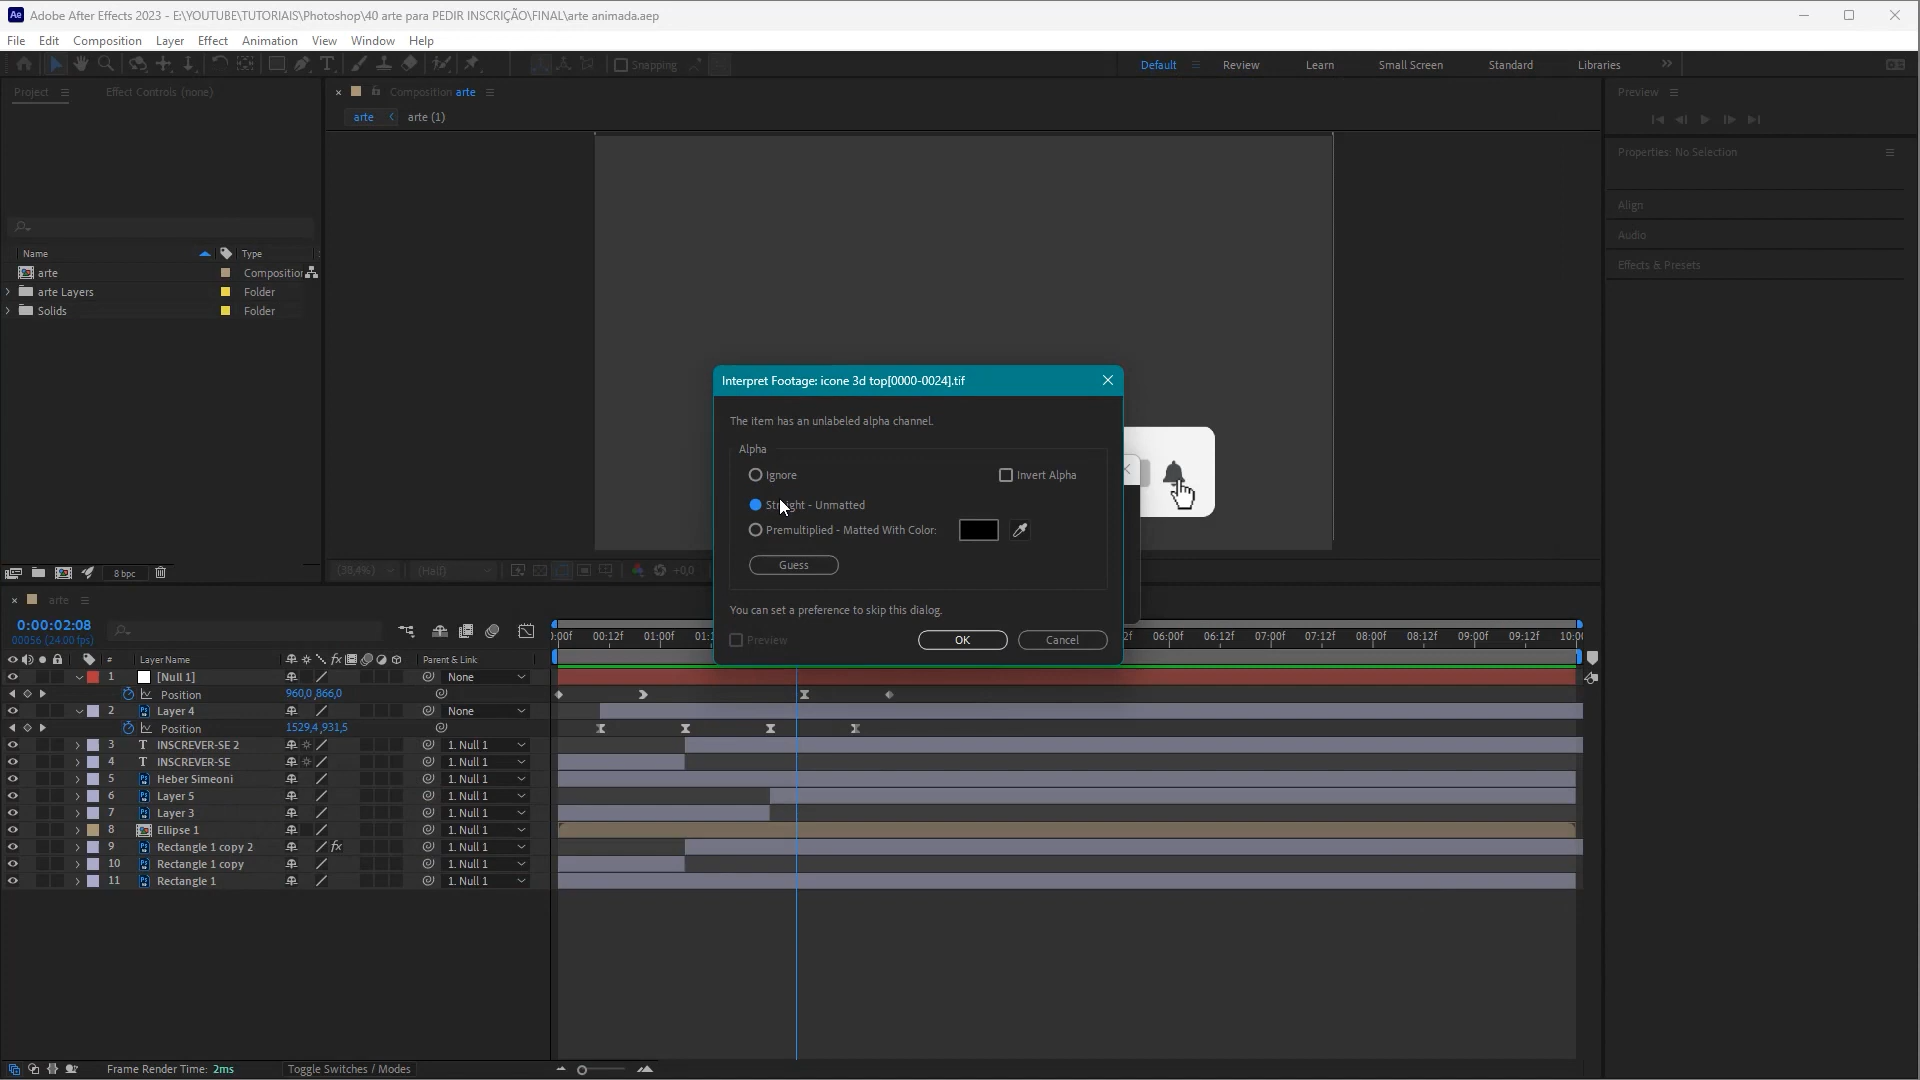 Adobe After Effects 2023 - E:\YOUTUBE\TUTORIAIS\Photoshop\40 arte para PEDIR INSCRIÇÃO\FINAL\arte animada.aep
File Edit Composition Layer Effect Animation View Window Help
Snapping
Default Review Learn Small Screen Standard Libraries
Project Effect Controls (none)
Composition arte
Preview
arte arte (1)
Properties: No Selection
Align
Audio
Effects & Presets
Name Type
arte Composition
arte Layers Folder
Solids Folder
Interpret Footage: icone 3d top[0000-0024].tif
The item has an unlabeled alpha channel.
Alpha
Ignore Invert Alpha
Straight - Unmatted
Premultiplied - Matted With Color:
Guess
You can set a preference to skip this dialog.
Preview OK Cancel
8 bpc
(38,4%) (Half) +0,0
arte
0:00:02:08
00056 (24.00 fps)
:00f 00:12f 01:00f 01:1 2f 06:00f 06:12f 07:00f 07:12f 08:00f 08:12f 09:00f 09:12f 10:0
# Layer Name fx Parent & Link
1 [Null 1] None
Position 960,0,866,0
2 Layer 4 None
Position 1529,4,931,5
3 T INSCREVER-SE 2 1. Null 1
4 T INSCREVER-SE 1. Null 1
5 Heber Simeoni 1. Null 1
6 Layer 5 1. Null 1
7 Layer 3 1. Null 1
8 Ellipse 1 1. Null 1
9 Rectangle 1 copy 2 fx 1. Null 1
10 Rectangle 1 copy 1. Null 1
11 Rectangle 1 1. Null 1
Frame Render Time: 2ms Toggle Switches / Modes